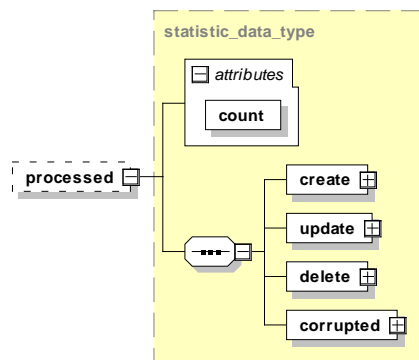 statistic_data_type
attributes
count
processed
create
update
delete
corrupted